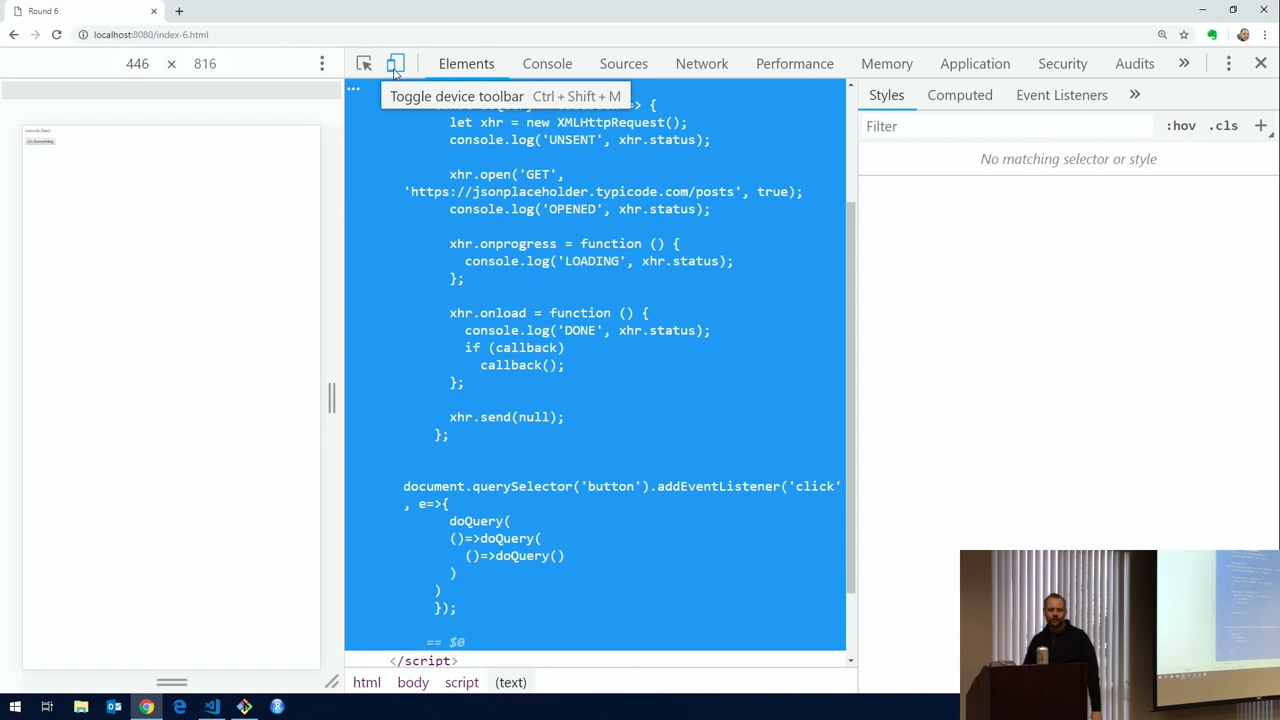 Round 6
localhost:8080/index-6.html
446 × 816
Elements Console Sources Network Performance Memory Application Security Audits
Toggle device toolbar Ctrl + Shift + M
=> {
let xhr = new XMLHttpRequest();
console.log('UNSENT', xhr.status);
xhr.open('GET',
'https://jsonplaceholder.typicode.com/posts', true);
console.log('OPENED', xhr.status);
xhr.onprogress = function () {
console.log('LOADING', xhr.status);
};
xhr.onload = function () {
console.log('DONE', xhr.status);
if (callback)
callback();
};
xhr.send(null);
};
document.querySelector('button').addEventListener('click'
, e=>{
doQuery(
()=>doQuery(
()=>doQuery()
)
)
});
== $0
</script>
html body script (text)
Styles Computed Event Listeners
Filter :hov .cls
No matching selector or style